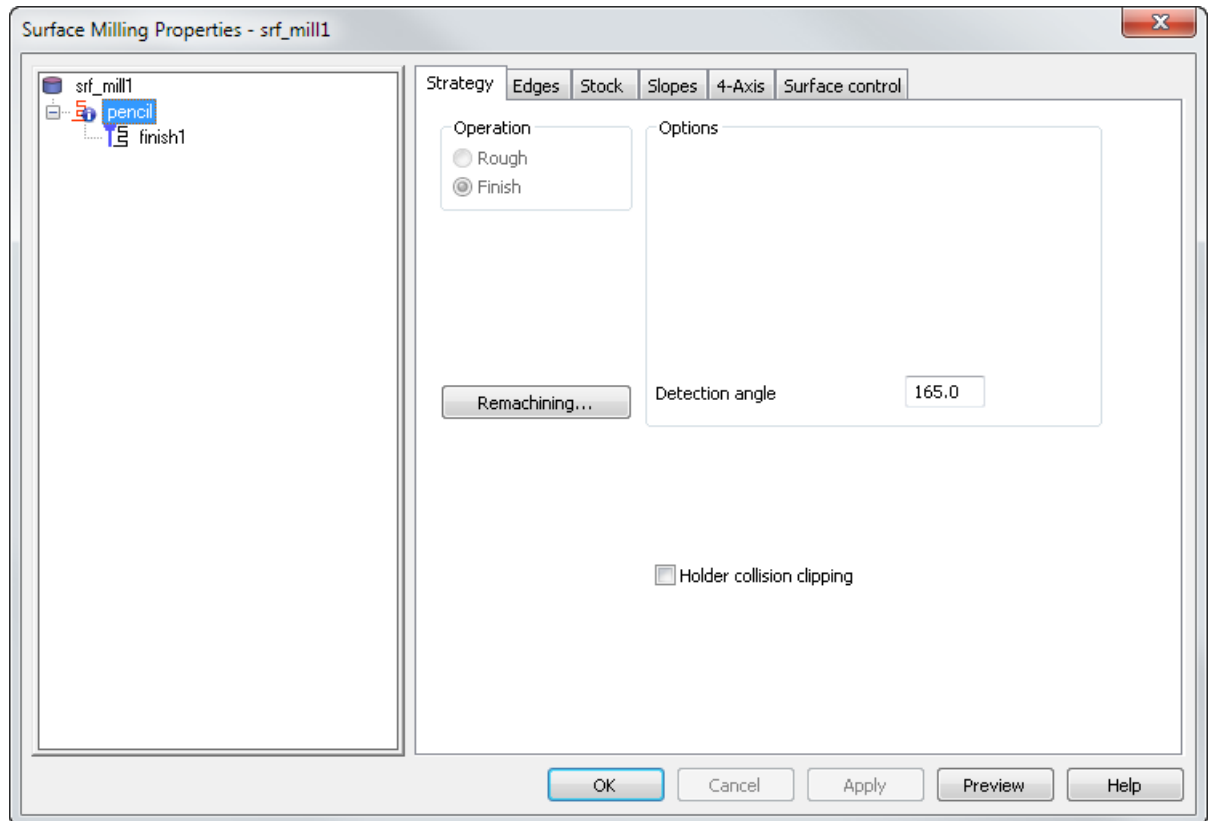 Surface Milling Properties - srf_mill1
srf_mill1
pencil
finish1
Strategy Edges Stock Slopes 4-Axis Surface control
Operation
Rough
Finish
Remachining...
Options
Detection angle 165.0
Holder collision clipping
OK Cancel Apply Preview Help